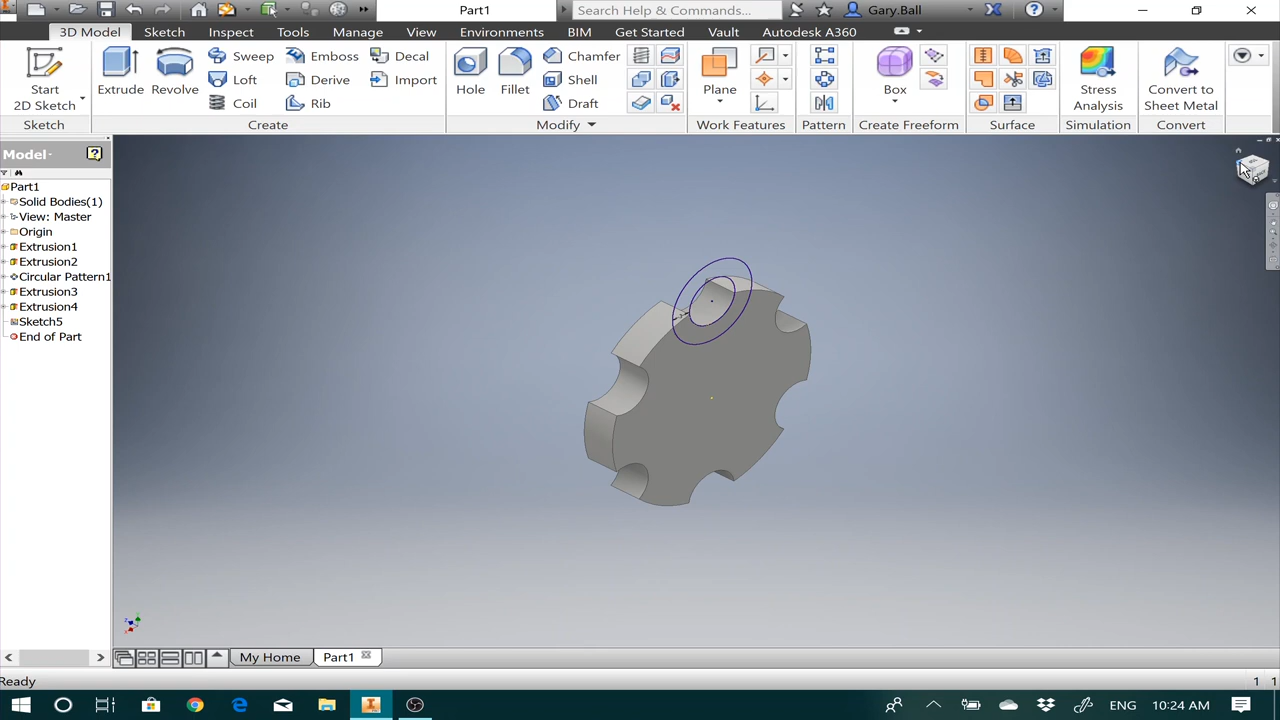 Part1
Search Help & Commands...
Gary.Ball
3D Model
Sketch
Inspect
Tools
Manage
View
Environments
BIM
Get Started
Vault
Autodesk A360
Start
2D Sketch
Extrude
Revolve
Sweep
Loft
Coil
Emboss
Derive
Rib
Decal
Import
Hole
Fillet
Chamfer
Shell
Draft
Plane
Box
Stress
Analysis
Convert to
Sheet Metal
Sketch
Create
Modify
Work Features
Pattern
Create Freeform
Surface
Simulation
Convert
Model
Part1
Solid Bodies(1)
View: Master
Origin
Extrusion1
Extrusion2
Circular Pattern1
Extrusion3
Extrusion4
Sketch5
End of Part
My Home
Part1
Ready
1 1
ENG
10:24 AM